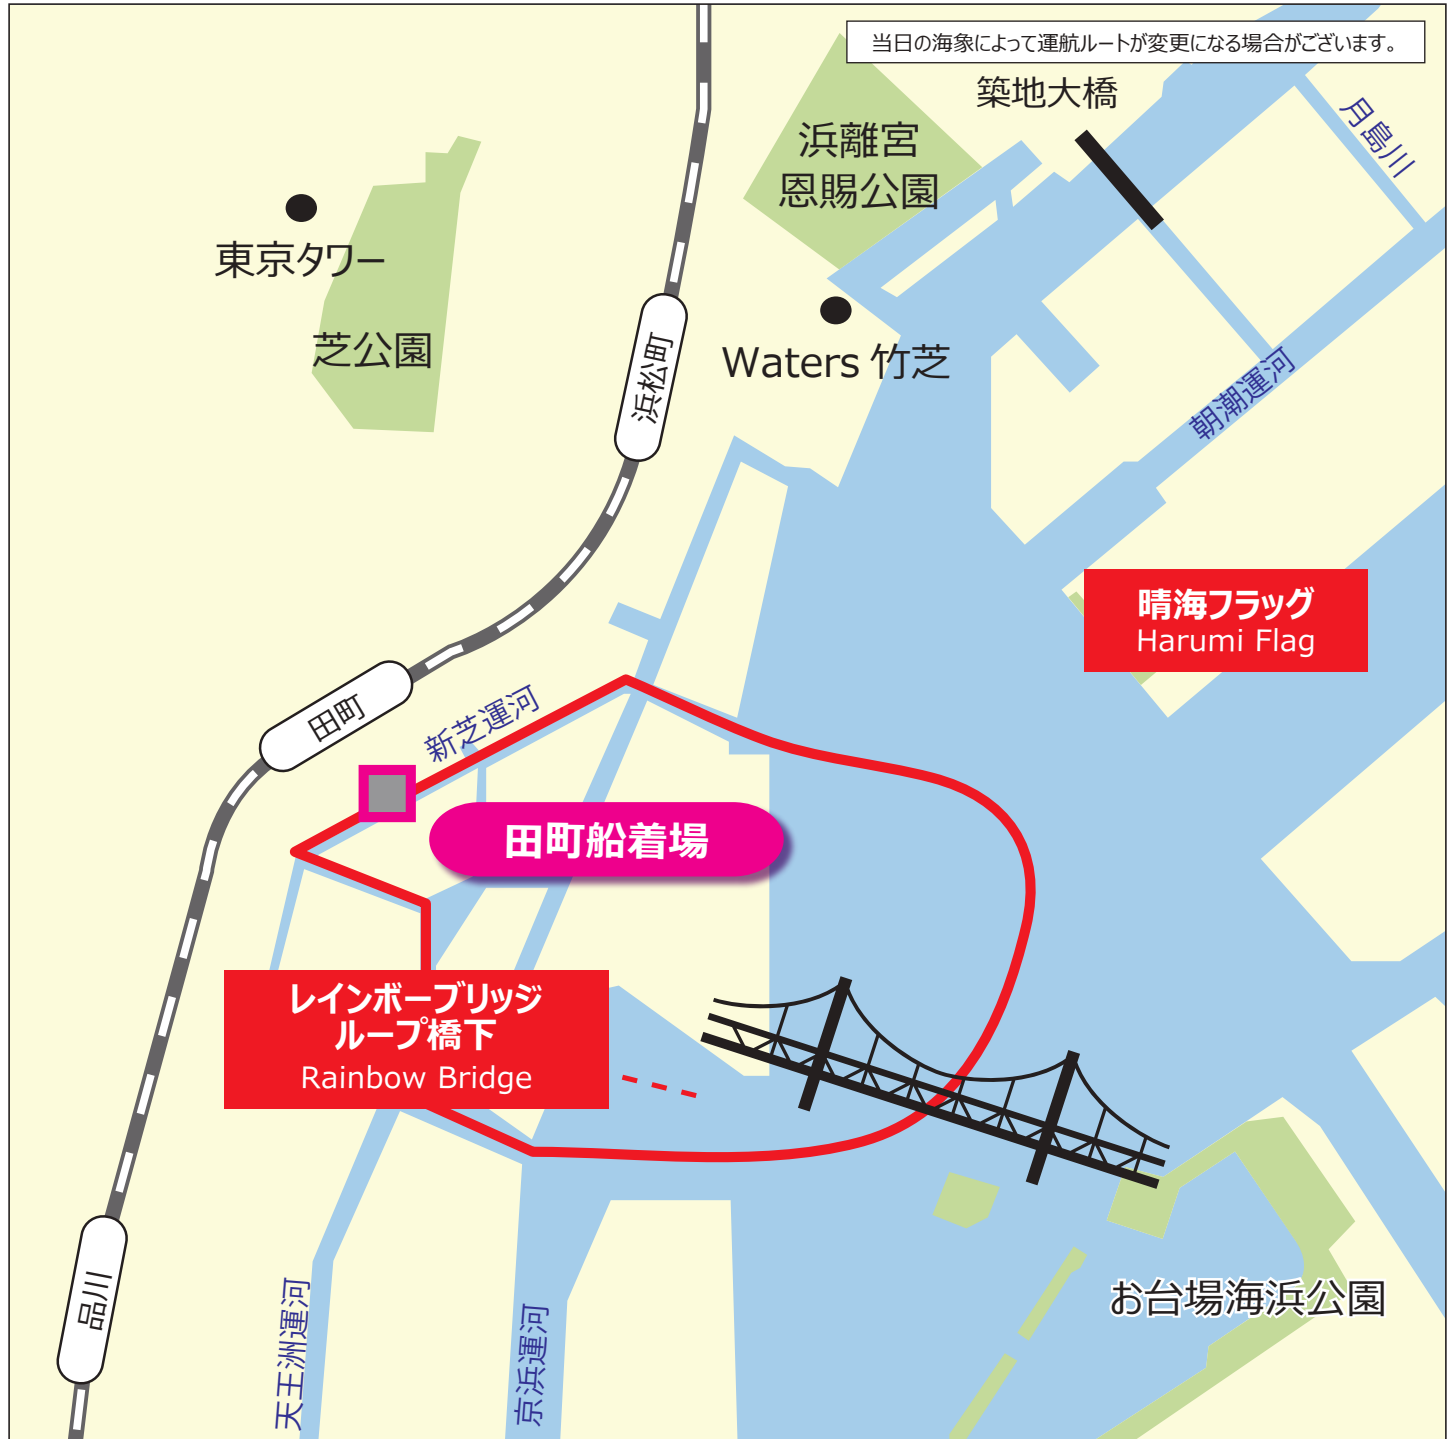 当日の海象によって運航ルートが変更になる場合がございます。
築地大橋
月島川
浜離宮
恩賜公園
東京タワー
芝公園
浜松町
Waters 竹芝
朝潮運河
晴海フラッグ
Harumi Flag
田町
新芝運河
田町船着場
レインボーブリッジ
ループ橋下
Rainbow Bridge
品川
天王洲運河
京浜運河
お台場海浜公園